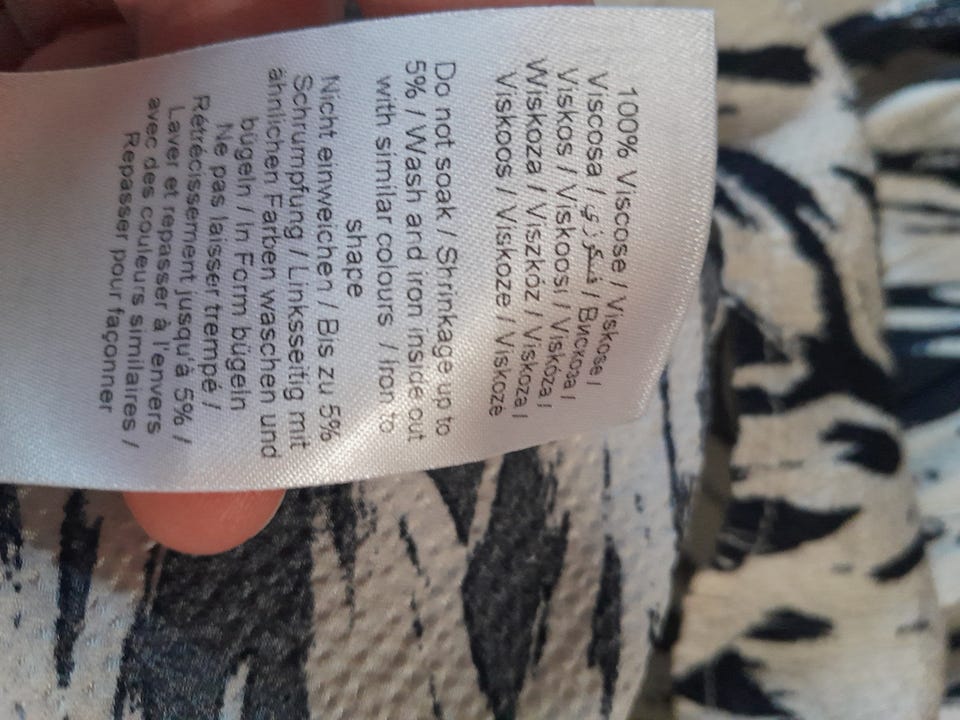 100% Viscose / Viskose /
Viscosa / فسكوزي / Вискоза /
Viskos / Viskoosi / Viskóza /
Wiskoza / Viszkóz / Viskoza /
Viskoos / Viskoze / Viskozė
Do not soak / Shrinkage up to
5% / Wash and iron inside out
with similar colours / Iron to
shape
Nicht einweichen / Bis zu 5%
Schrumpfung / Linksseitig mit
ähnlichen Farben waschen und
bügeln / In Form bügeln
Ne pas laisser trempé /
Rétrécissement jusqu'à 5% /
Laver et repasser à l'envers
avec des couleurs similaires /
Repasser pour façonner